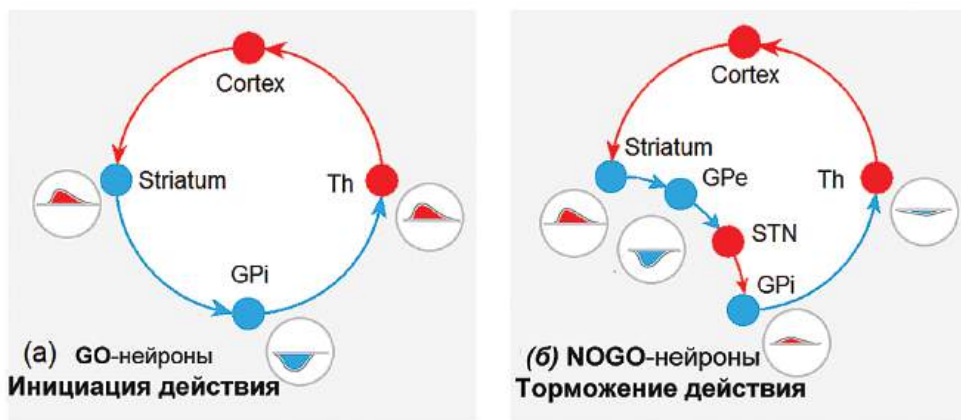 Cortex
Striatum
Th
GPi
(а) GO-нейроны
Инициация действия
Cortex
Striatum
GPe
Th
STN
GPi
(б) NOGO-нейроны
Торможение действия